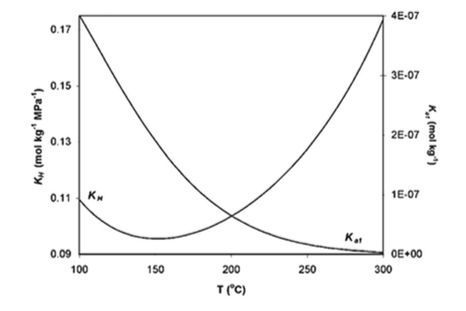 0.17
0.15
0.13
0.11
0.09
K_H (mol kg⁻¹ MPa⁻¹)
K_H
K_a1
4E-07
3E-07
2E-07
1E-07
0E+00
K_a1 (mol kg⁻¹)
100 150 200 250 300
T (°C)